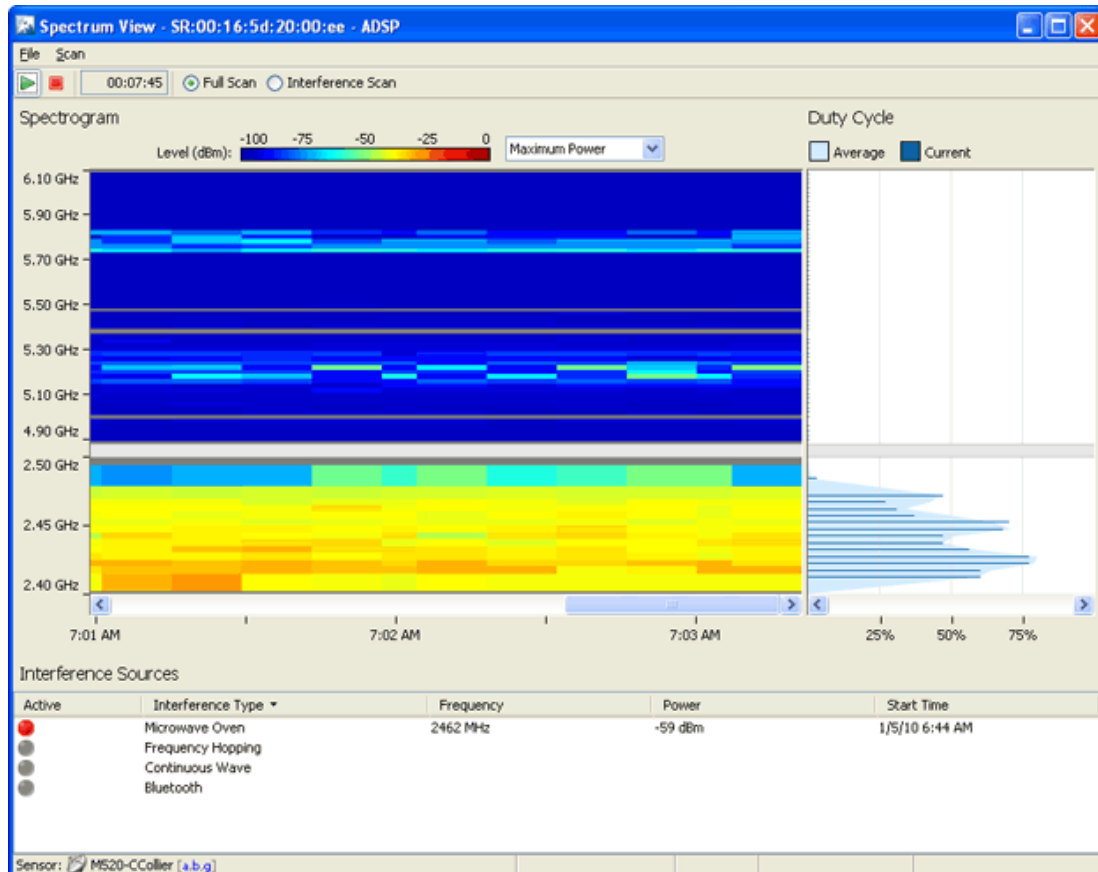 Spectrum View - SR:00:16:5d:20:00:ee - ADSP
File Scan
00:07:45 Full Scan Interference Scan
Spectrogram
Duty Cycle
Level (dBm): -100 -75 -50 -25 0 Maximum Power
Average Current
6.10 GHz
5.90 GHz
5.70 GHz
5.50 GHz
5.30 GHz
5.10 GHz
4.90 GHz
2.50 GHz
2.45 GHz
2.40 GHz
7:01 AM 7:02 AM 7:03 AM
25% 50% 75%
Interference Sources
Active Interference Type Frequency Power Start Time
Microwave Oven 2462 MHz -59 dBm 1/5/10 6:44 AM
Frequency Hopping
Continuous Wave
Bluetooth
Sensor: M520-CCollier [a,b,g]